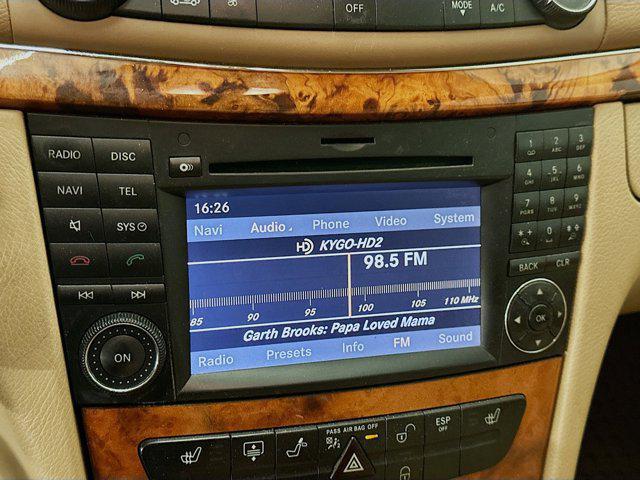 OFF
MODE
A/C
RADIO DISC
NAVI TEL
SYS
ON
16:26
Navi Audio Phone Video System
HD KYGO-HD2
98.5 FM
85 90 95 100 105 110 MHz
Garth Brooks: Papa Loved Mama
Radio Presets Info FM Sound
1 2 ABC 3 DEF
4 GHI 5 JKL 6 MNO
7 PQRS 8 TUV 9 WXYZ
* 0 #
BACK CLR
OK
PASS AIR BAG OFF
ESP
OFF